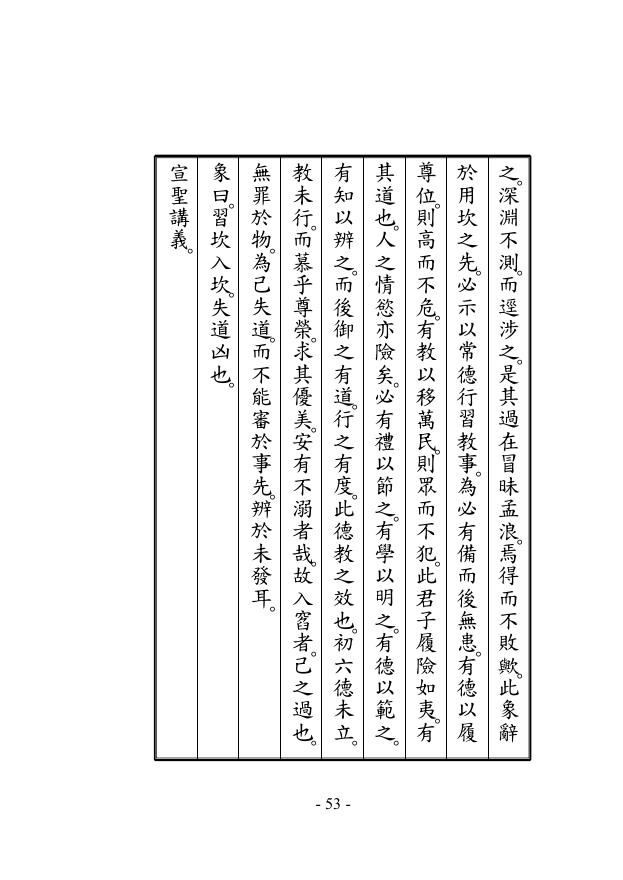 之。深淵不測。而逕涉之。是其過在冒昧孟浪。焉得而不敗歟。此象辭
於用坎之先。必示以常德行習教事。為必有備而後無患。有德以履
尊位。則高而不危。有教以移萬民。則眾而不犯。此君子履險如夷。有
其道也。人之情慾亦險矣。必有禮以節之。有學以明之。有德以範之。
有知以辨之。而後御之有道。行之有度。此德教之效也。初六德未立。
教未行。而慕乎尊榮。求其優美。安有不溺者哉。故入窞者。己之過也。
無罪於物。為己失道。而不能審於事先。辨於未發耳。
象曰。習坎入坎。失道凶也。
宣聖講義。
- 53 -